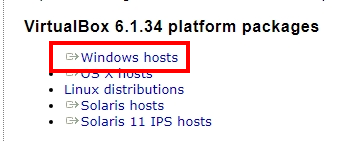 VirtualBox 6.1.34 platform packages
Windows hosts
OS X hosts
Linux distributions
Solaris hosts
Solaris 11 IPS hosts